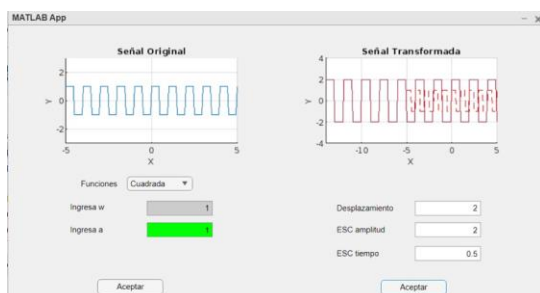 MATLAB App
Señal Original
2
0
-2
Y
-5
0
5
X
Funciones
Cuadrada
Ingresa w
1
Ingresa a
1
Aceptar
Señal Transformada
4
2
0
-2
-4
Y
-10
-5
0
5
X
Desplazamiento
2
ESC amplitud
2
ESC tiempo
0.5
Aceptar